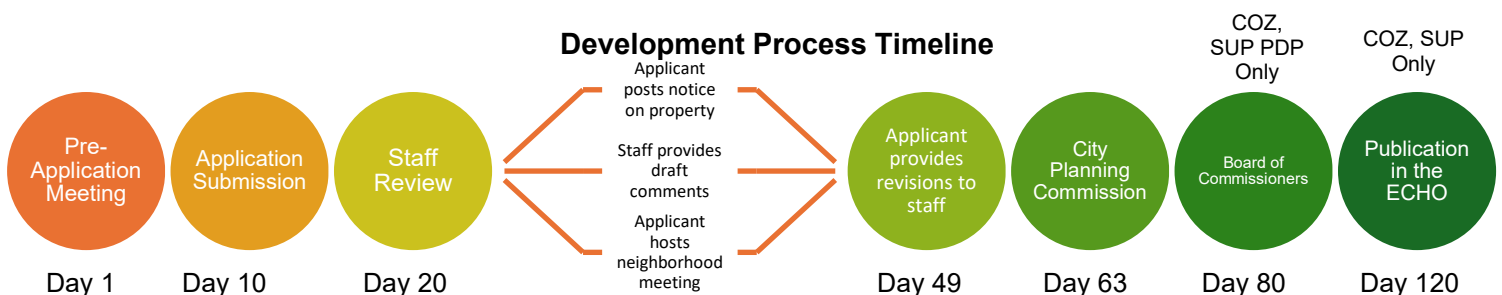 Development Process Timeline
Pre-
Application
Meeting
Day 1
Application
Submission
Day 10
Staff
Review
Day 20
Applicant
posts notice
on property
Staff provides
draft
comments
Applicant
hosts
neighborhood
meeting
Applicant
provides
revisions to
staff
Day 49
City
Planning
Commission
Day 63
COZ,
SUP PDP
Only
Board of
Commissioners
Day 80
COZ, SUP
Only
Publication
in the
ECHO
Day 120